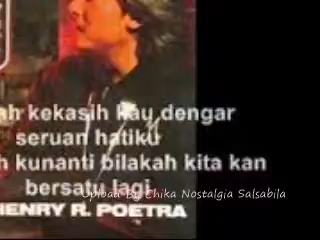 ah kekasih kau dengar
seruan hatiku
h kunanti bilakah kita kan
bersatu lagi
Upload By Chika Nostalgia Salsabila
HENRY R. POETRA